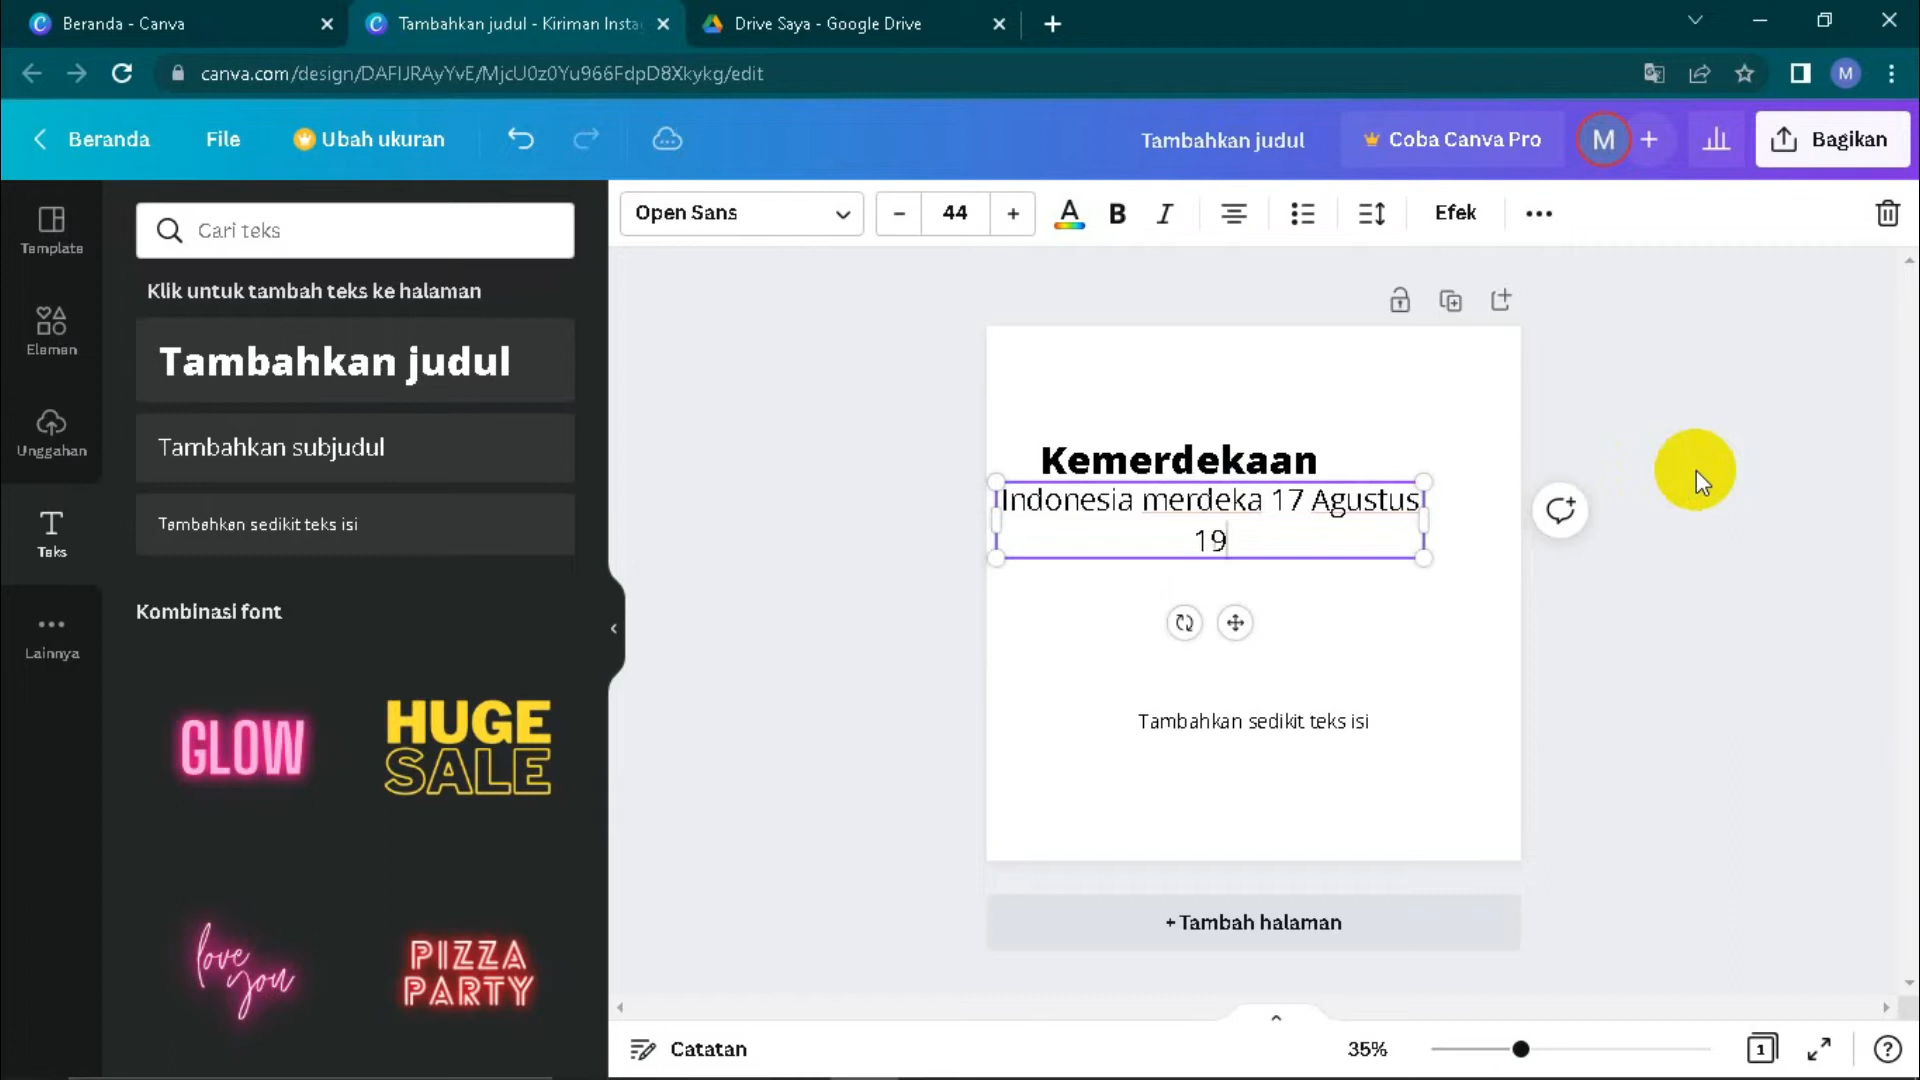 Beranda - Canva
Tambahkan judul - Kiriman Insta
Drive Saya - Google Drive
canva.com/design/DAFIJRAyYvE/MjcU0z0Yu966FdpD8Xkykg/edit
M
Beranda
File
Ubah ukuran
Tambahkan judul
Coba Canva Pro
M
Bagikan
Template
Elemen
Unggahan
Teks
Lainnya
Cari teks
Klik untuk tambah teks ke halaman
Tambahkan judul
Tambahkan subjudul
Tambahkan sedikit teks isi
Kombinasi font
GLOW
HUGE
SALE
love
you
PIZZA
PARTY
Open Sans
44
A
B
I
Efek
Kemerdekaan
Indonesia merdeka 17 Agustus
19
Tambahkan sedikit teks isi
+ Tambah halaman
Catatan
35%
1
?